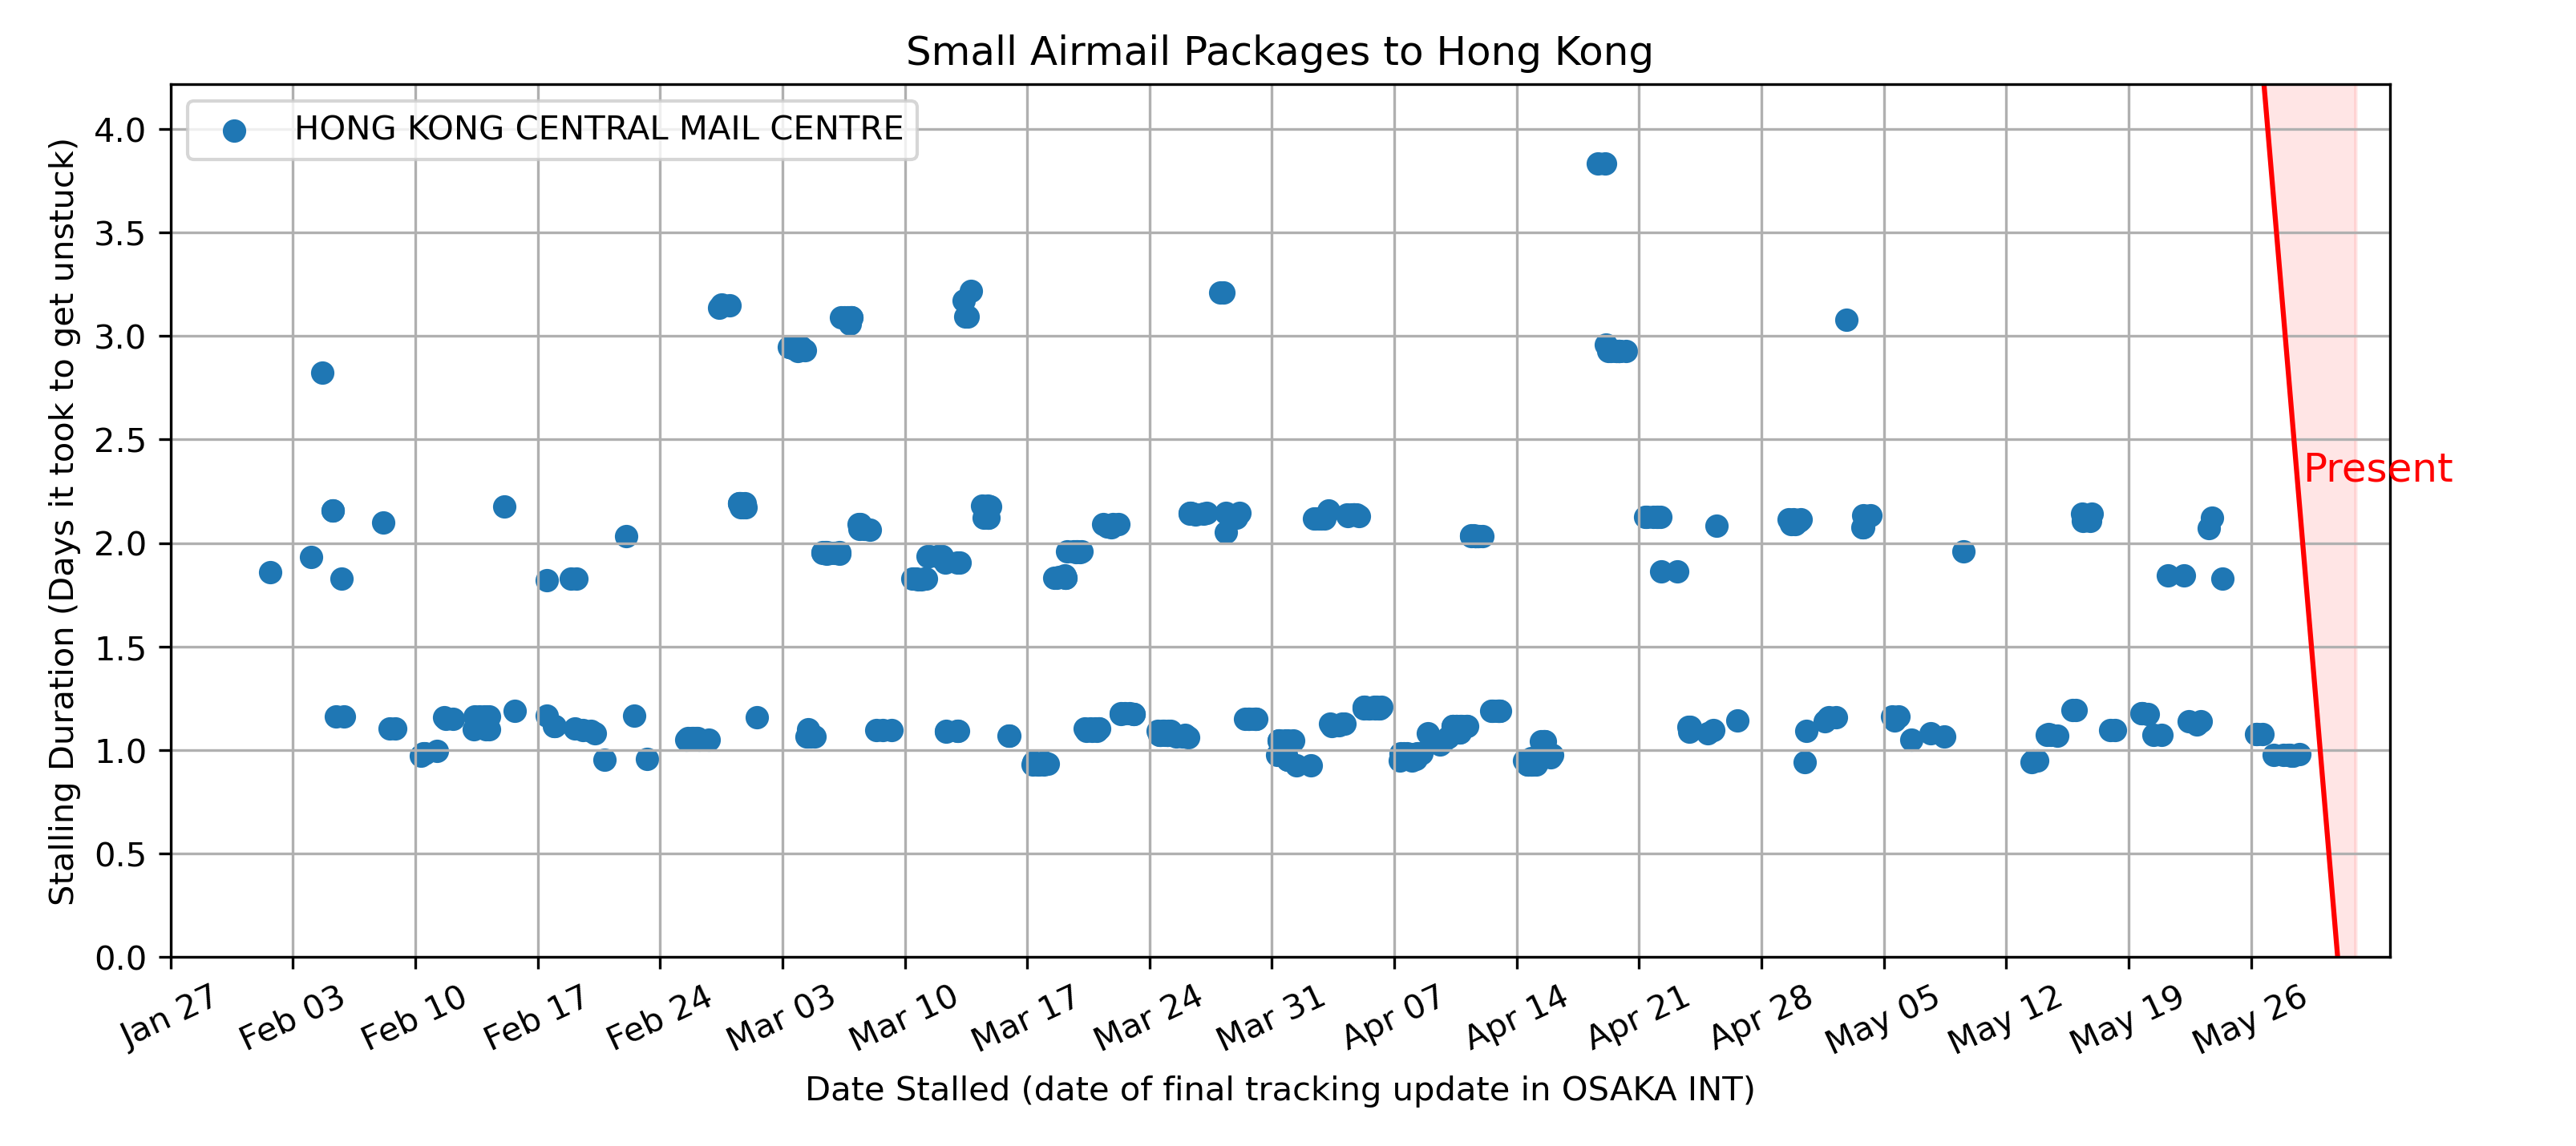 Small Airmail Packages to Hong Kong
HONG KONG CENTRAL MAIL CENTRE
Stalling Duration (Days it took to get unstuck)
4.0
3.5
3.0
2.5
2.0
1.5
1.0
0.5
0.0
Present
Jan 27
Feb 03
Feb 10
Feb 17
Feb 24
Mar 03
Mar 10
Mar 17
Mar 24
Mar 31
Apr 07
Apr 14
Apr 21
Apr 28
May 05
May 12
May 19
May 26
Date Stalled (date of final tracking update in OSAKA INT)